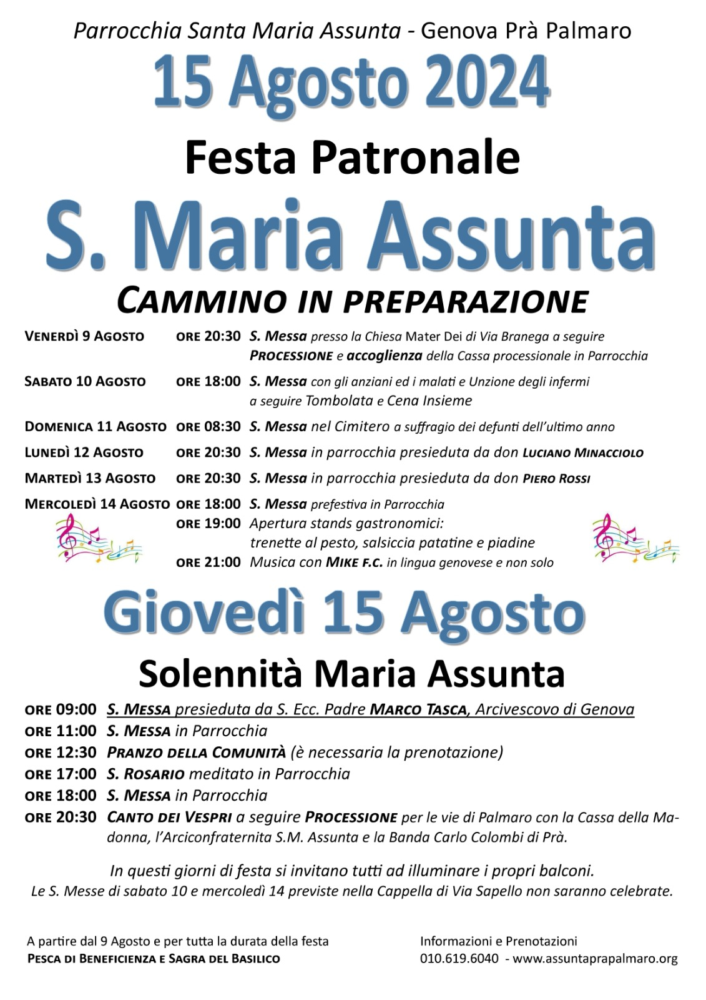 Parrocchia Santa Maria Assunta - Genova Prà Palmaro
15 Agosto 2024
Festa Patronale
S. Maria Assunta
CAMMINO IN PREPARAZIONE
VENERDÌ 9 AGOSTO ORE 20:30 S. Messa presso la Chiesa Mater Dei di Via Branega a seguire
PROCESSIONE e accoglienza della Cassa processionale in Parrocchia
SABATO 10 AGOSTO ORE 18:00 S. Messa con gli anziani ed i malati e Unzione degli infermi
a seguire Tombolata e Cena Insieme
DOMENICA 11 AGOSTO ORE 08:30 S. Messa nel Cimitero a suffragio dei defunti dell'ultimo anno
LUNEDÌ 12 AGOSTO ORE 20:30 S. Messa in parrocchia presieduta da don LUCIANO MINACCIOLO
MARTEDÌ 13 AGOSTO ORE 20:30 S. Messa in parrocchia presieduta da don PIERO ROSSI
MERCOLEDÌ 14 AGOSTO ORE 18:00 S. Messa prefestiva in Parrocchia
ORE 19:00 Apertura stands gastronomici:
trenette al pesto, salsiccia patatine e piadine
ORE 21:00 Musica con MIKE F.C. in lingua genovese e non solo
Giovedì 15 Agosto
Solennità Maria Assunta
ORE 09:00 S. MESSA presieduta da S. Ecc. Padre MARCO TASCA, Arcivescovo di Genova
ORE 11:00 S. MESSA in Parrocchia
ORE 12:30 PRANZO DELLA COMUNITÀ (è necessaria la prenotazione)
ORE 17:00 S. ROSARIO meditato in Parrocchia
ORE 18:00 S. MESSA in Parrocchia
ORE 20:30 CANTO DEI VESPRI a seguire PROCESSIONE per le vie di Palmaro con la Cassa della Ma-
donna, l'Arciconfraternita S.M. Assunta e la Banda Carlo Colombi di Prà.
In questi giorni di festa si invitano tutti ad illuminare i propri balconi.
Le S. Messe di sabato 10 e mercoledì 14 previste nella Cappella di Via Sapello non saranno celebrate.
A partire dal 9 Agosto e per tutta la durata della festa
PESCA DI BENEFICIENZA E SAGRA DEL BASILICO
Informazioni e Prenotazioni
010.619.6040 - www.assuntaprapalmaro.org